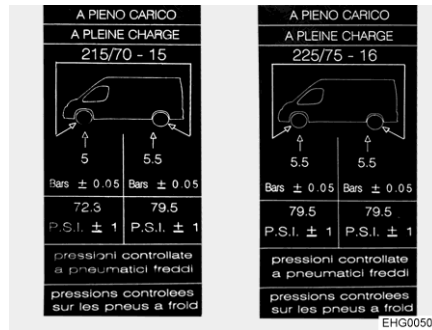 A PIENO CARICO
A PLEINE CHARGE
215/70 - 15
5
5.5
Bars ± 0.05 Bars ± 0.05
72.3 79.5
P.S.I. ± 1 P.S.I. ± 1
pressioni controllate
a pneumatici freddi
pressions controlees
sur les pneus a froid
A PIENO CARICO
A PLEINE CHARGE
225/75 - 16
5.5
5.5
Bars ± 0.05 Bars ± 0.05
79.5 79.5
P.S.I. ± 1 P.S.I. ± 1
pressioni controllate
a pneumatici freddi
pressions controlees
sur les pneus a froid
EHG0050